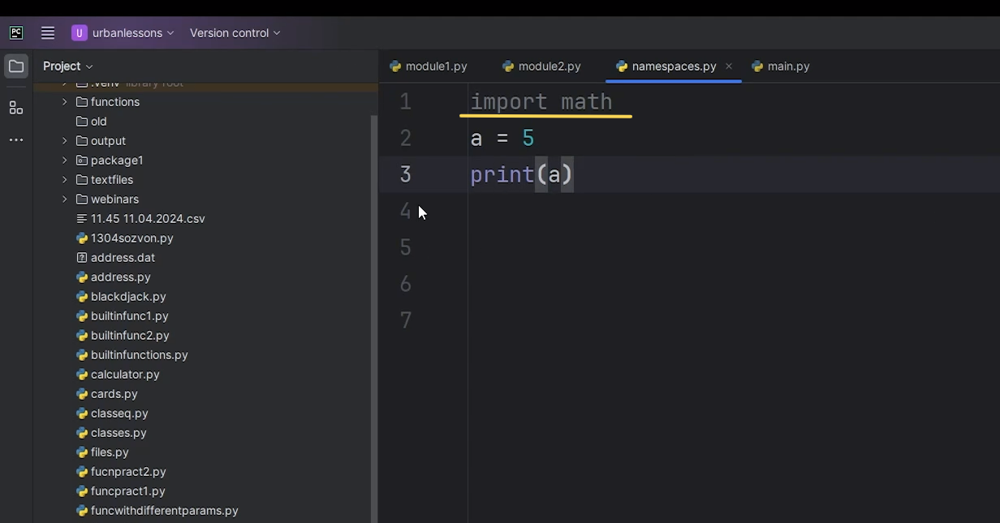 PC U urbanlessons Version control
Project
module1.py module2.py namespaces.py main.py
.venv library root
functions
old
output
package1
textfiles
webinars
11.45 11.04.2024.csv
1304sozvon.py
address.dat
address.py
blackdjack.py
builtinfunc1.py
builtinfunc2.py
builtinfunctions.py
calculator.py
cards.py
classeq.py
classes.py
files.py
fucnpract2.py
funcpract1.py
funcwithdifferentparams.py
1 import math
2 a = 5
3 print(a)
4
5
6
7